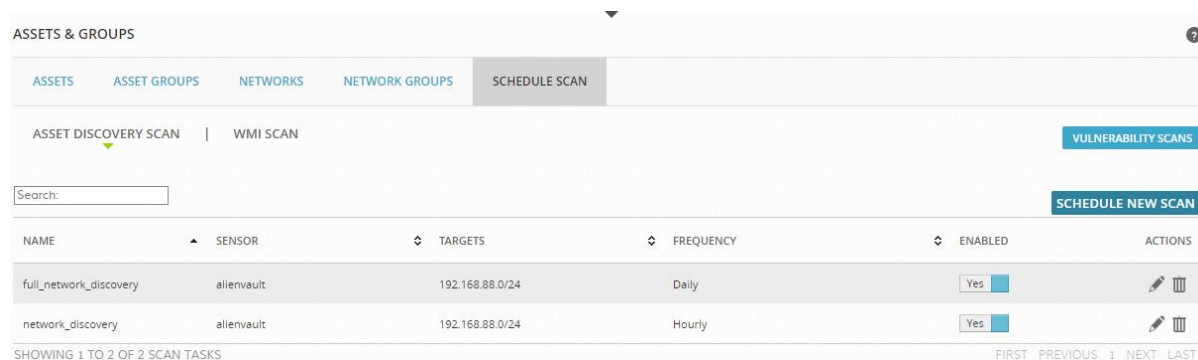 ASSETS & GROUPS ?
ASSETS ASSET GROUPS NETWORKS NETWORK GROUPS SCHEDULE SCAN
ASSET DISCOVERY SCAN | WMI SCAN VULNERABILITY SCANS
Search:
SCHEDULE NEW SCAN
NAME SENSOR TARGETS FREQUENCY ENABLED ACTIONS
full_network_discovery alienvault 192.168.88.0/24 Daily Yes
network_discovery alienvault 192.168.88.0/24 Hourly Yes
SHOWING 1 TO 2 OF 2 SCAN TASKS FIRST PREVIOUS 1 NEXT LAST